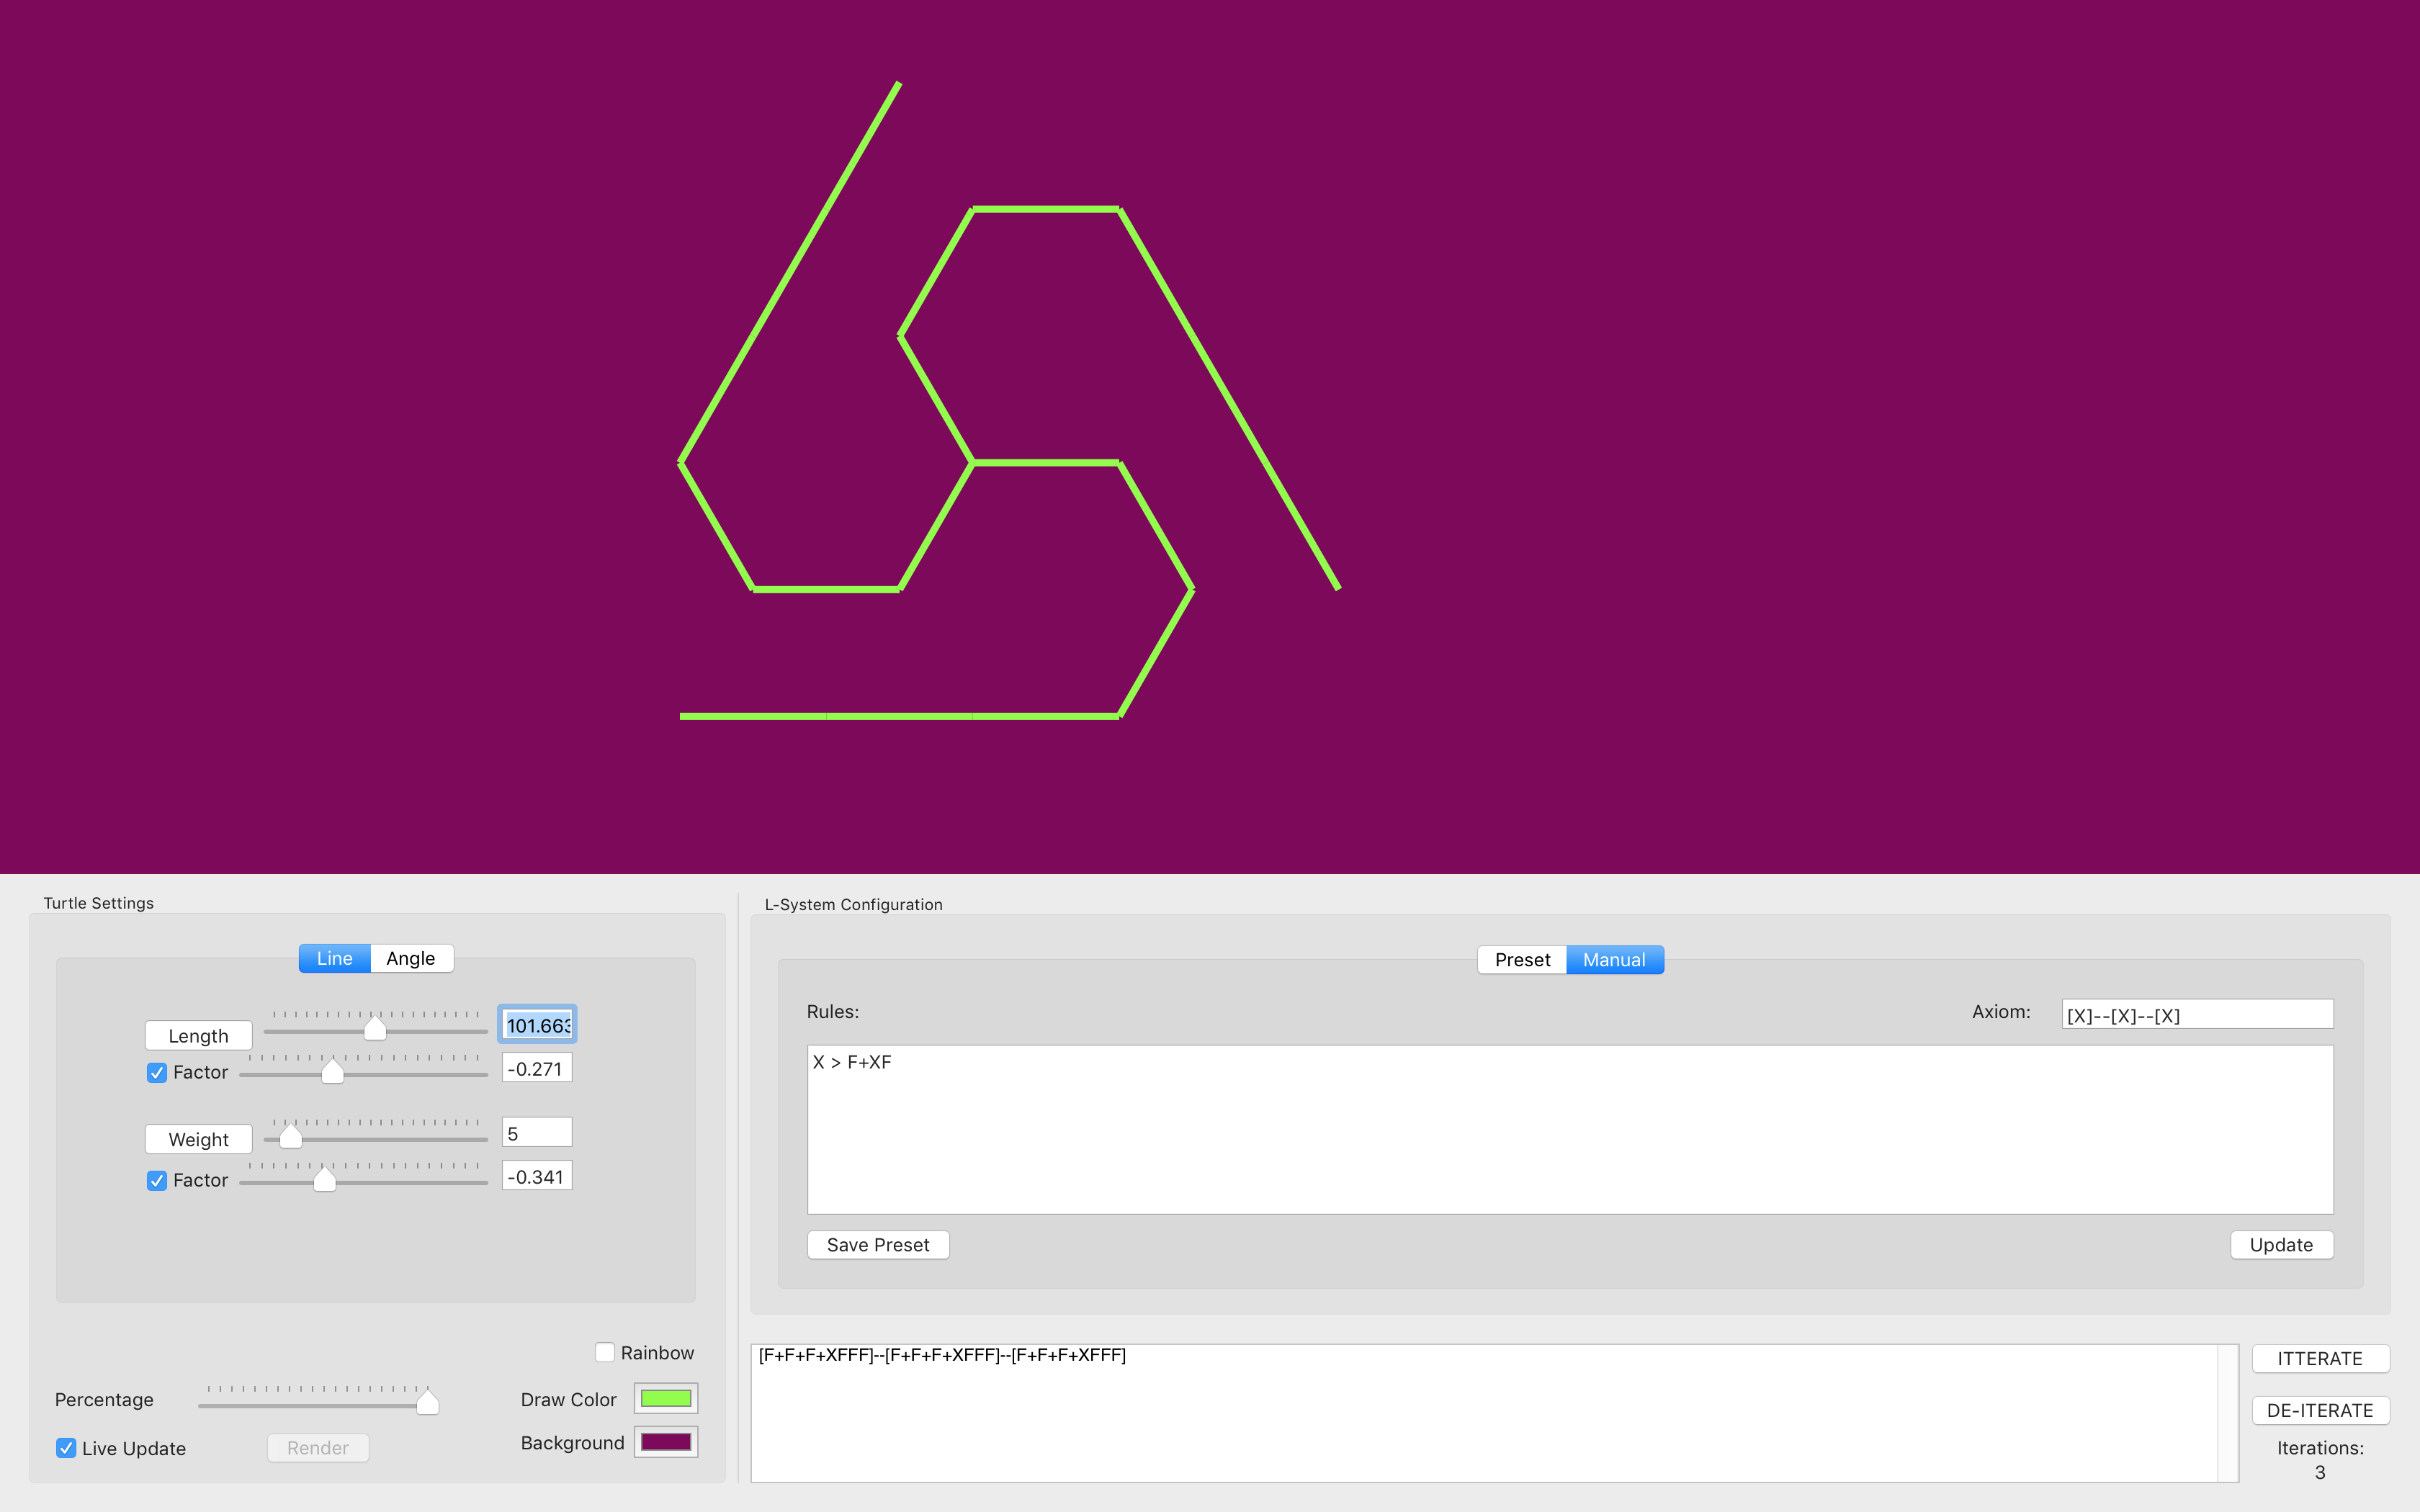 Turtle Settings
Line Angle
Length 101.663
Factor -0.271
Weight 5
Factor -0.341
Rainbow
Percentage
Draw Color
Live Update
Render
Background
L-System Configuration
Preset Manual
Rules:
Axiom: [X]--[X]--[X]
X > F+XF
Save Preset
Update
[F+F+F+XFFF]--[F+F+F+XFFF]--[F+F+F+XFFF]
ITTERATE
DE-ITERATE
Iterations:
3